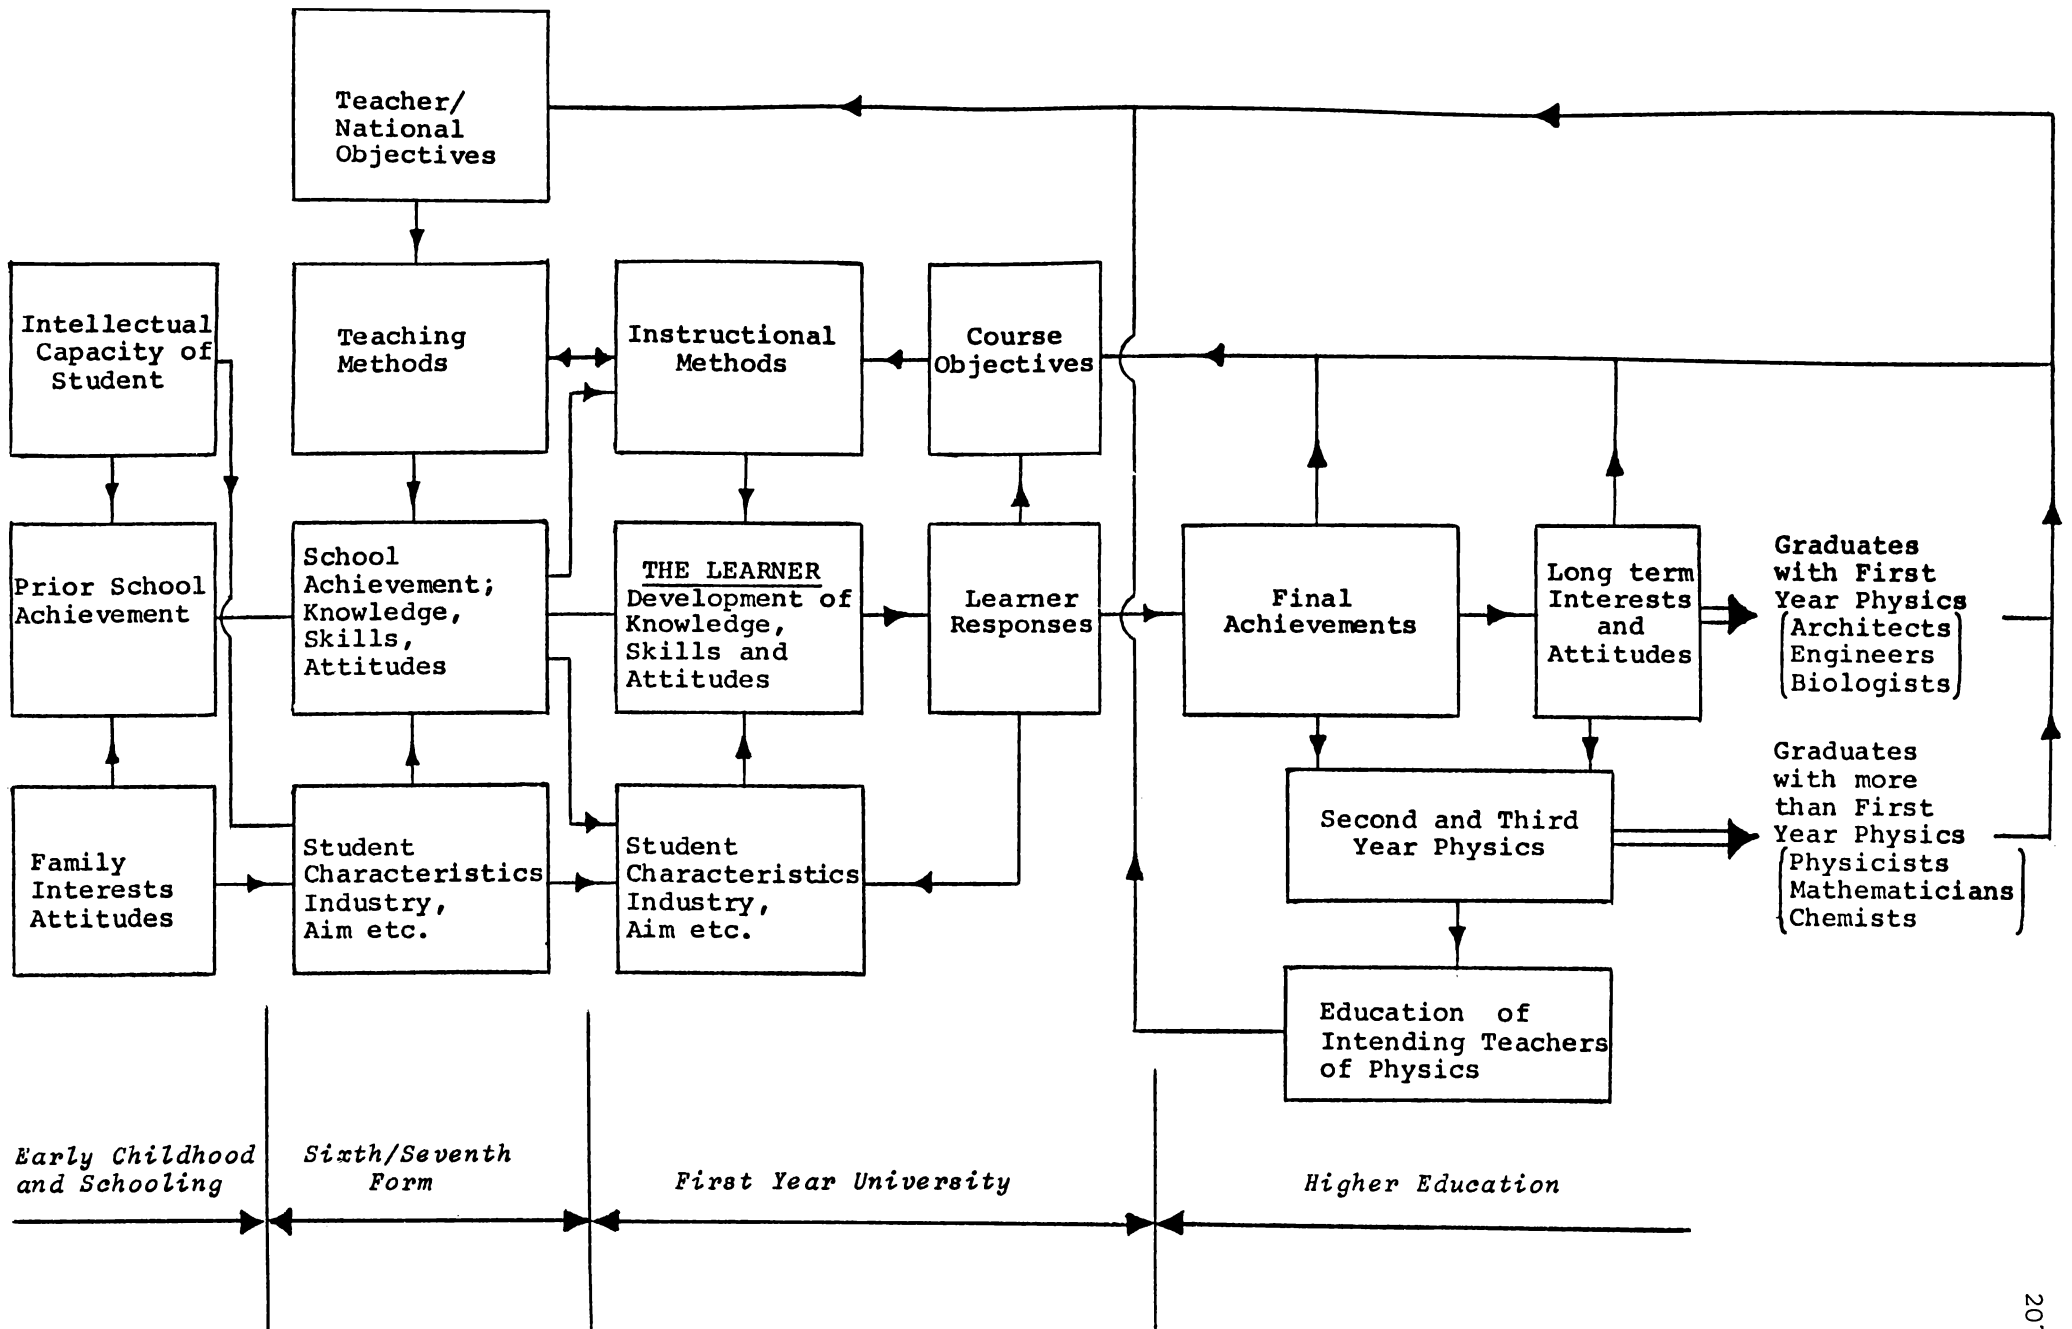 Teacher/
National
Objectives
Intellectual
Capacity of
Student
Teaching
Methods
Instructional
Methods
Course
Objectives
Prior School
Achievement
School
Achievement;
Knowledge,
Skills,
Attitudes
THE LEARNER
Development of
Knowledge,
Skills and
Attitudes
Learner
Responses
Final
Achievements
Long term
Interests
and
Attitudes
Graduates
with First
Year Physics
(Architects)
Engineers
(Biologists)
Family
Interests
Attitudes
Student
Characteristics
Industry,
Aim etc.
Student
Characteristics
Industry,
Aim etc.
Second and Third
Year Physics
Graduates
with more
than First
Year Physics
(Physicists
Mathematicians)
(Chemists
Education of
Intending Teachers
of Physics
Early Childhood
and Schooling
Sixth/Seventh
Form
First Year University
Higher Education